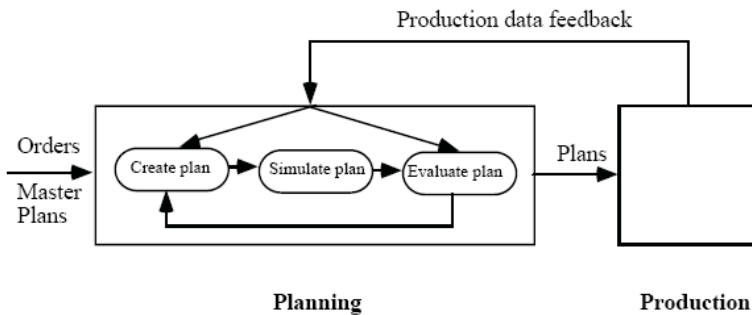 Production data feedback
Orders
Master
Plans
Create plan
Simulate plan
Evaluate plan
Plans
Planning
Production